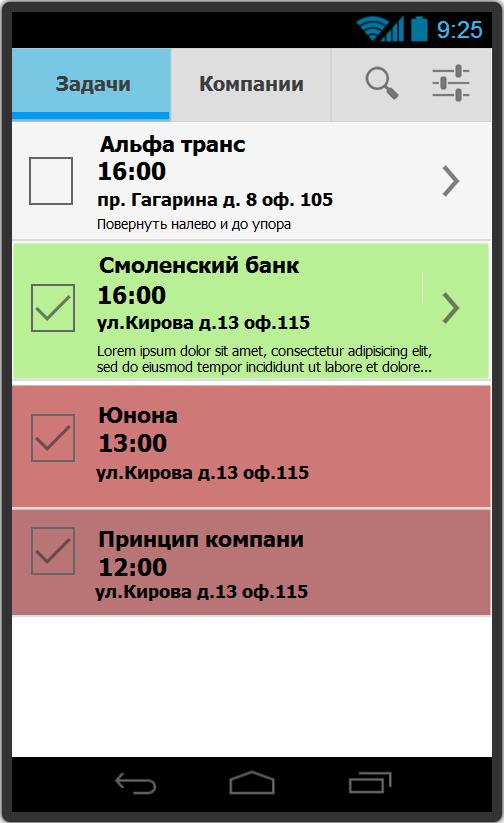 9:25
Задачи
Компании
Альфа транс
16:00
пр. Гагарина д. 8 оф. 105
Повернуть налево и до упора
Смоленский банк
16:00
ул.Кирова д.13 оф.115
Lorem ipsum dolor sit amet, consectetur adipisicing elit,
sed do eiusmod tempor incididunt ut labore et dolore...
Юнона
13:00
ул.Кирова д.13 оф.115
Принцип компани
12:00
ул.Кирова д.13 оф.115